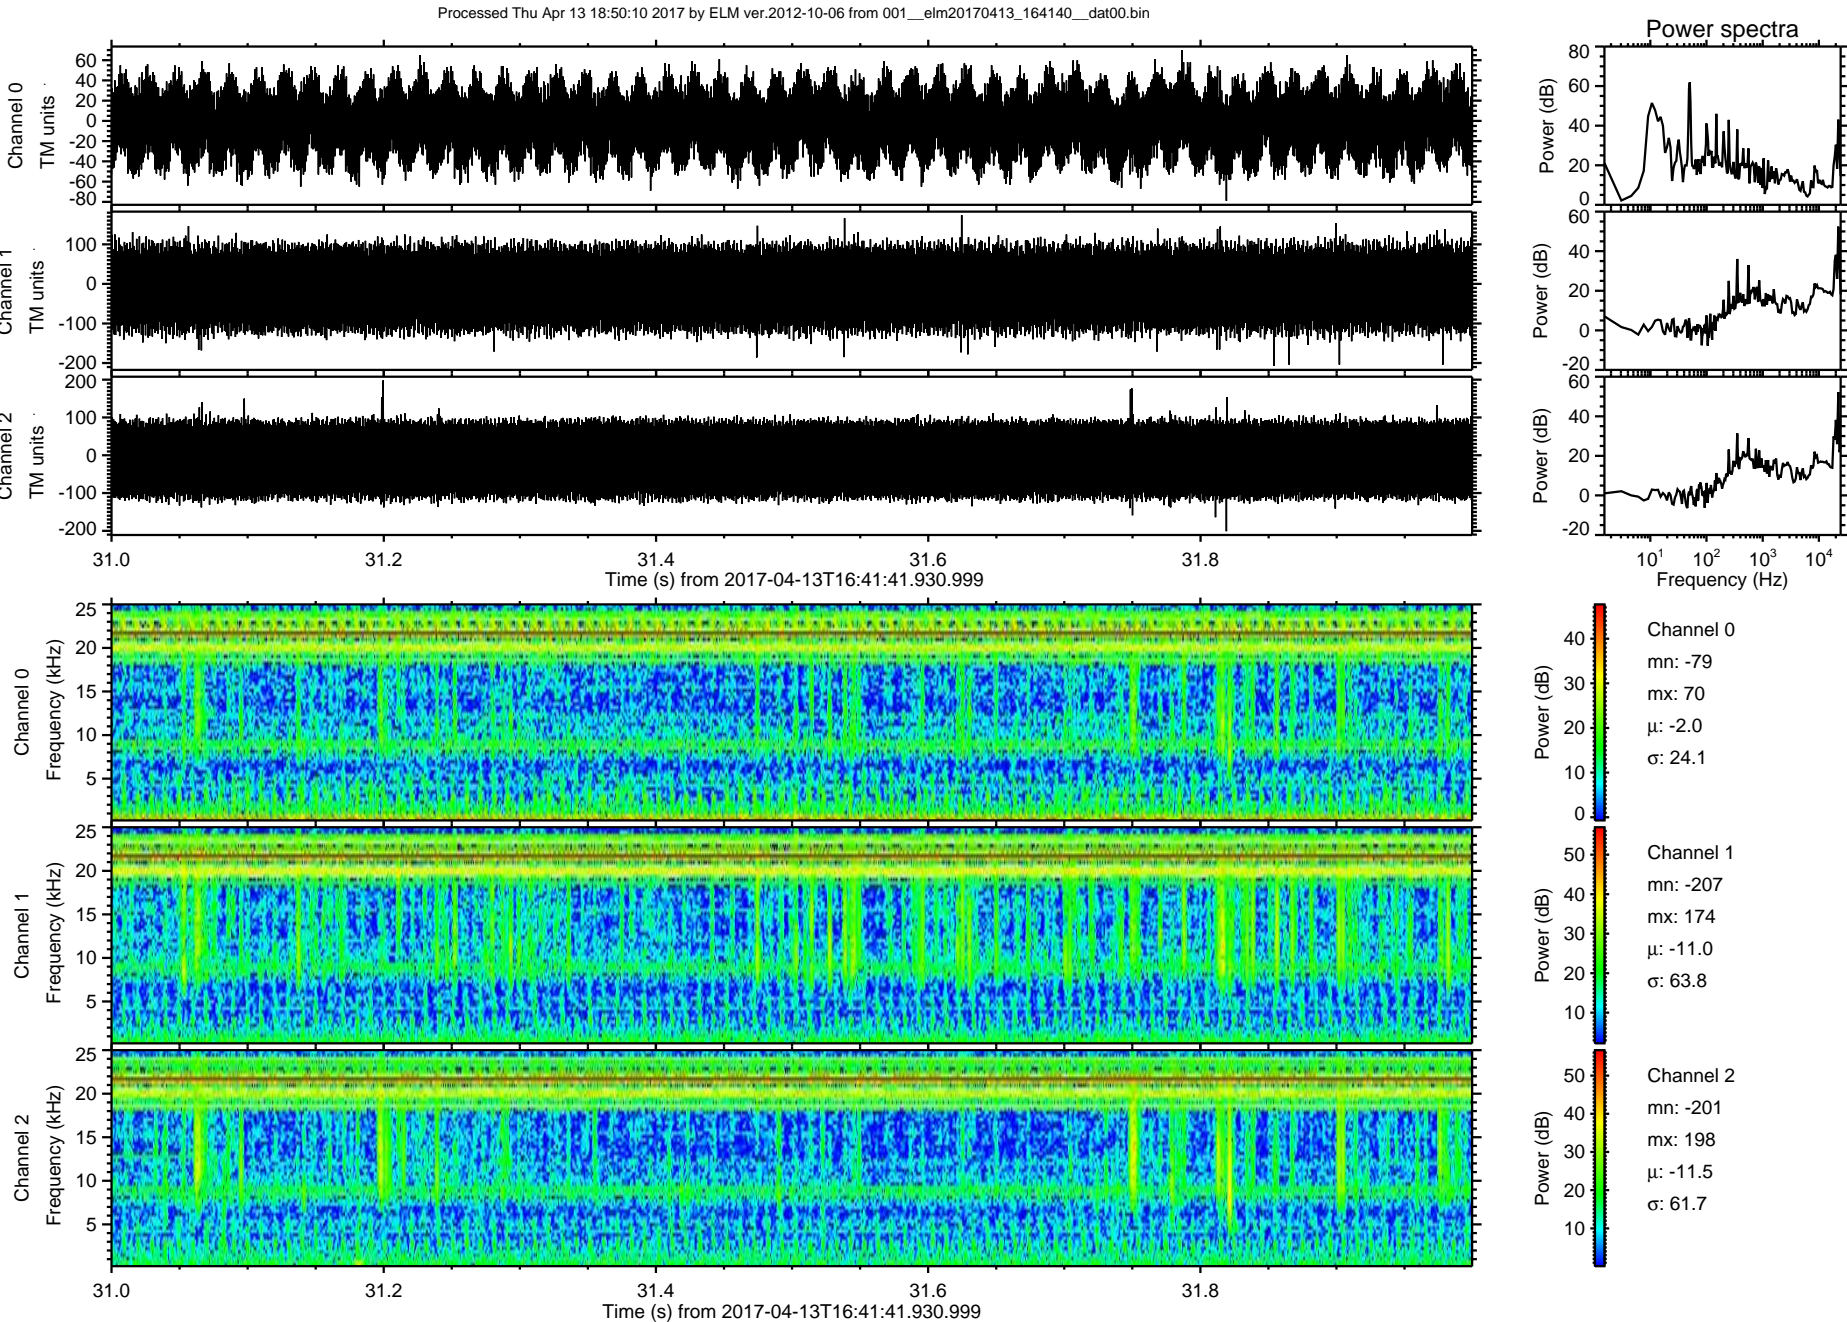 Processed Thu Apr 13 18:50:10 2017 by ELM ver.2012-10-06 from 001__elm20170413_164140__dat00.bin
Power spectra
Channel 0
TM units
60
40
20
0
-20
-40
-60
-80
Power (dB)
80
60
40
20
0
Channel 1
TM units
100
0
-100
-200
Power (dB)
60
40
20
0
-20
Channel 2
TM units
200
100
0
-100
-200
Power (dB)
60
40
20
0
-20
31.0 31.2 31.4 31.6 31.8
Time (s) from 2017-04-13T16:41:41.930.999
10¹ 10² 10³ 10⁴
Frequency (Hz)
Channel 0
Frequency (kHz)
25
20
15
10
5
Power (dB)
40
30
20
10
0
Channel 0
mn: -79
mx: 70
µ: -2.0
σ: 24.1
Channel 1
Frequency (kHz)
25
20
15
10
5
Power (dB)
50
40
30
20
10
Channel 1
mn: -207
mx: 174
µ: -11.0
σ: 63.8
Channel 2
Frequency (kHz)
25
20
15
10
5
Power (dB)
50
40
30
20
10
Channel 2
mn: -201
mx: 198
µ: -11.5
σ: 61.7
31.0 31.2 31.4 31.6 31.8
Time (s) from 2017-04-13T16:41:41.930.999